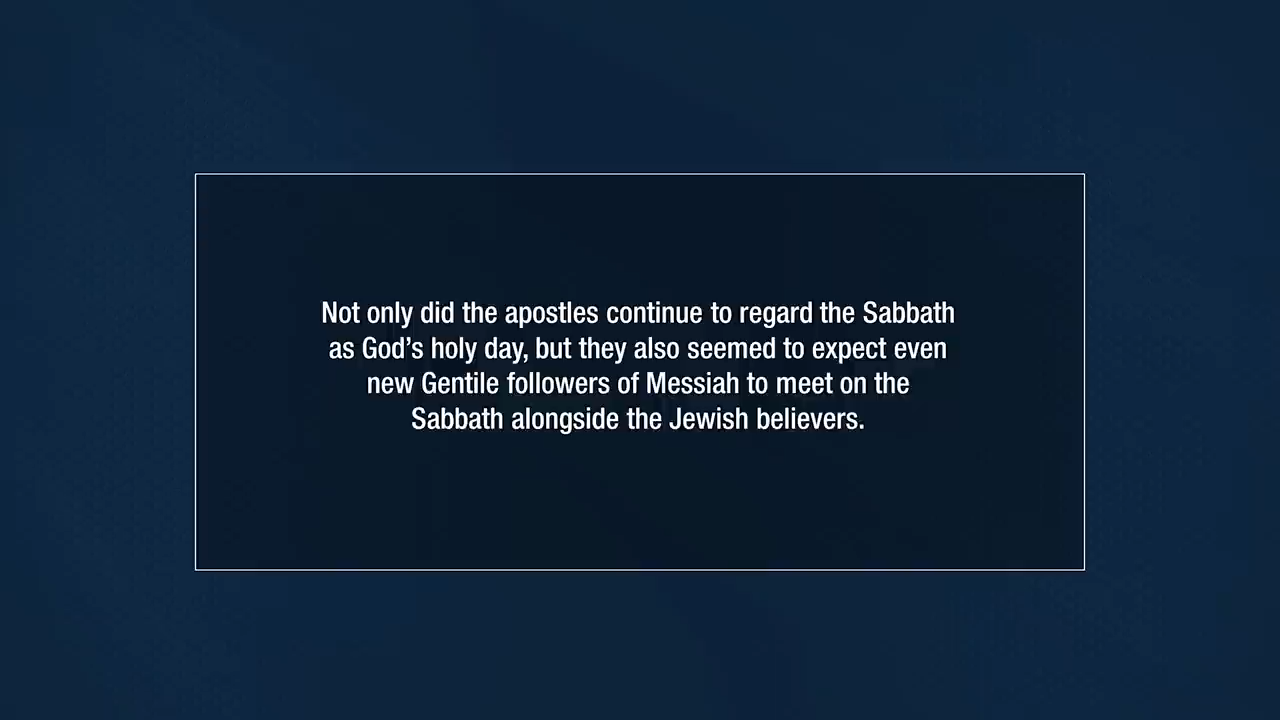 Not only did the apostles continue to regard the Sabbath
as God’s holy day, but they also seemed to expect even
new Gentile followers of Messiah to meet on the
Sabbath alongside the Jewish believers.